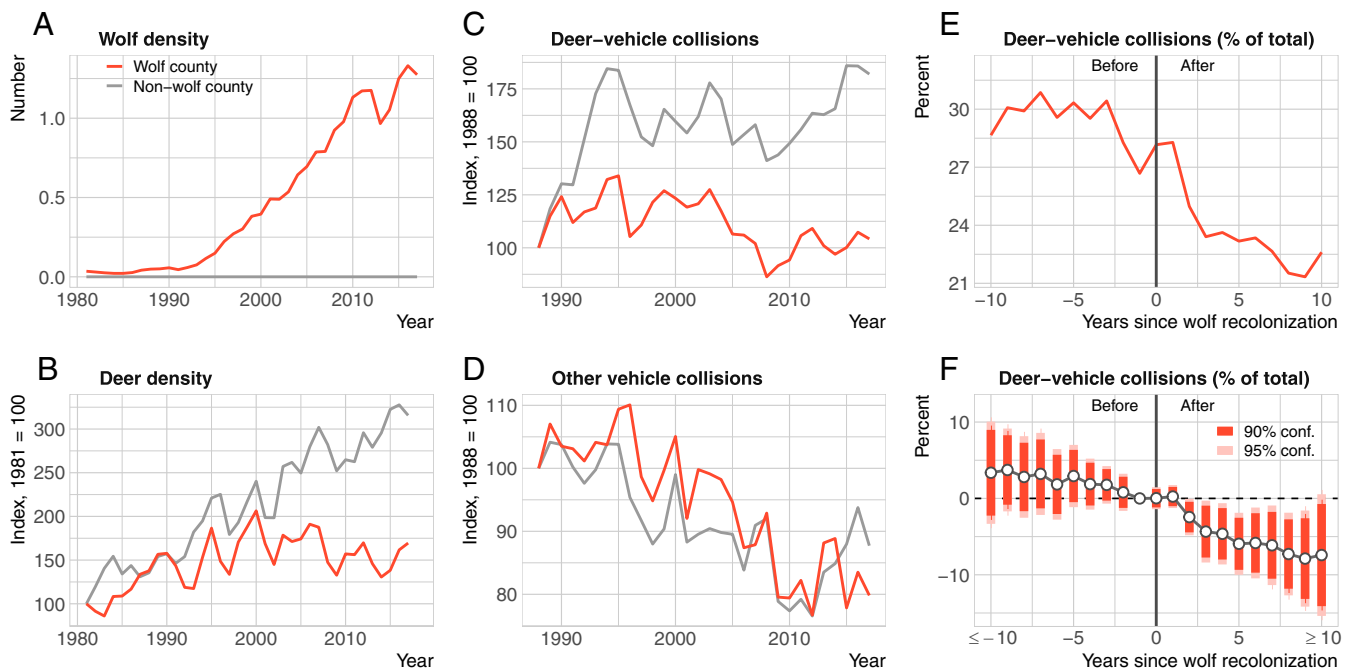 A
Wolf density
Number
Wolf county
Non−wolf county
1.0
0.5
0.0
1980
1990
2000
2010
Year
B
Deer density
Index, 1981 = 100
300
250
200
150
100
1980
1990
2000
2010
Year
C
Deer−vehicle collisions
Index, 1988 = 100
175
150
125
100
1990
2000
2010
Year
D
Other vehicle collisions
Index, 1988 = 100
110
100
90
80
1990
2000
2010
Year
E
Deer−vehicle collisions (% of total)
Before
After
Percent
30
27
24
21
−10
−5
0
5
10
Years since wolf recolonization
F
Deer−vehicle collisions (% of total)
Before
After
Percent
90% conf.
95% conf.
10
0
−10
≤ −10
−5
0
5
≥ 10
Years since wolf recolonization